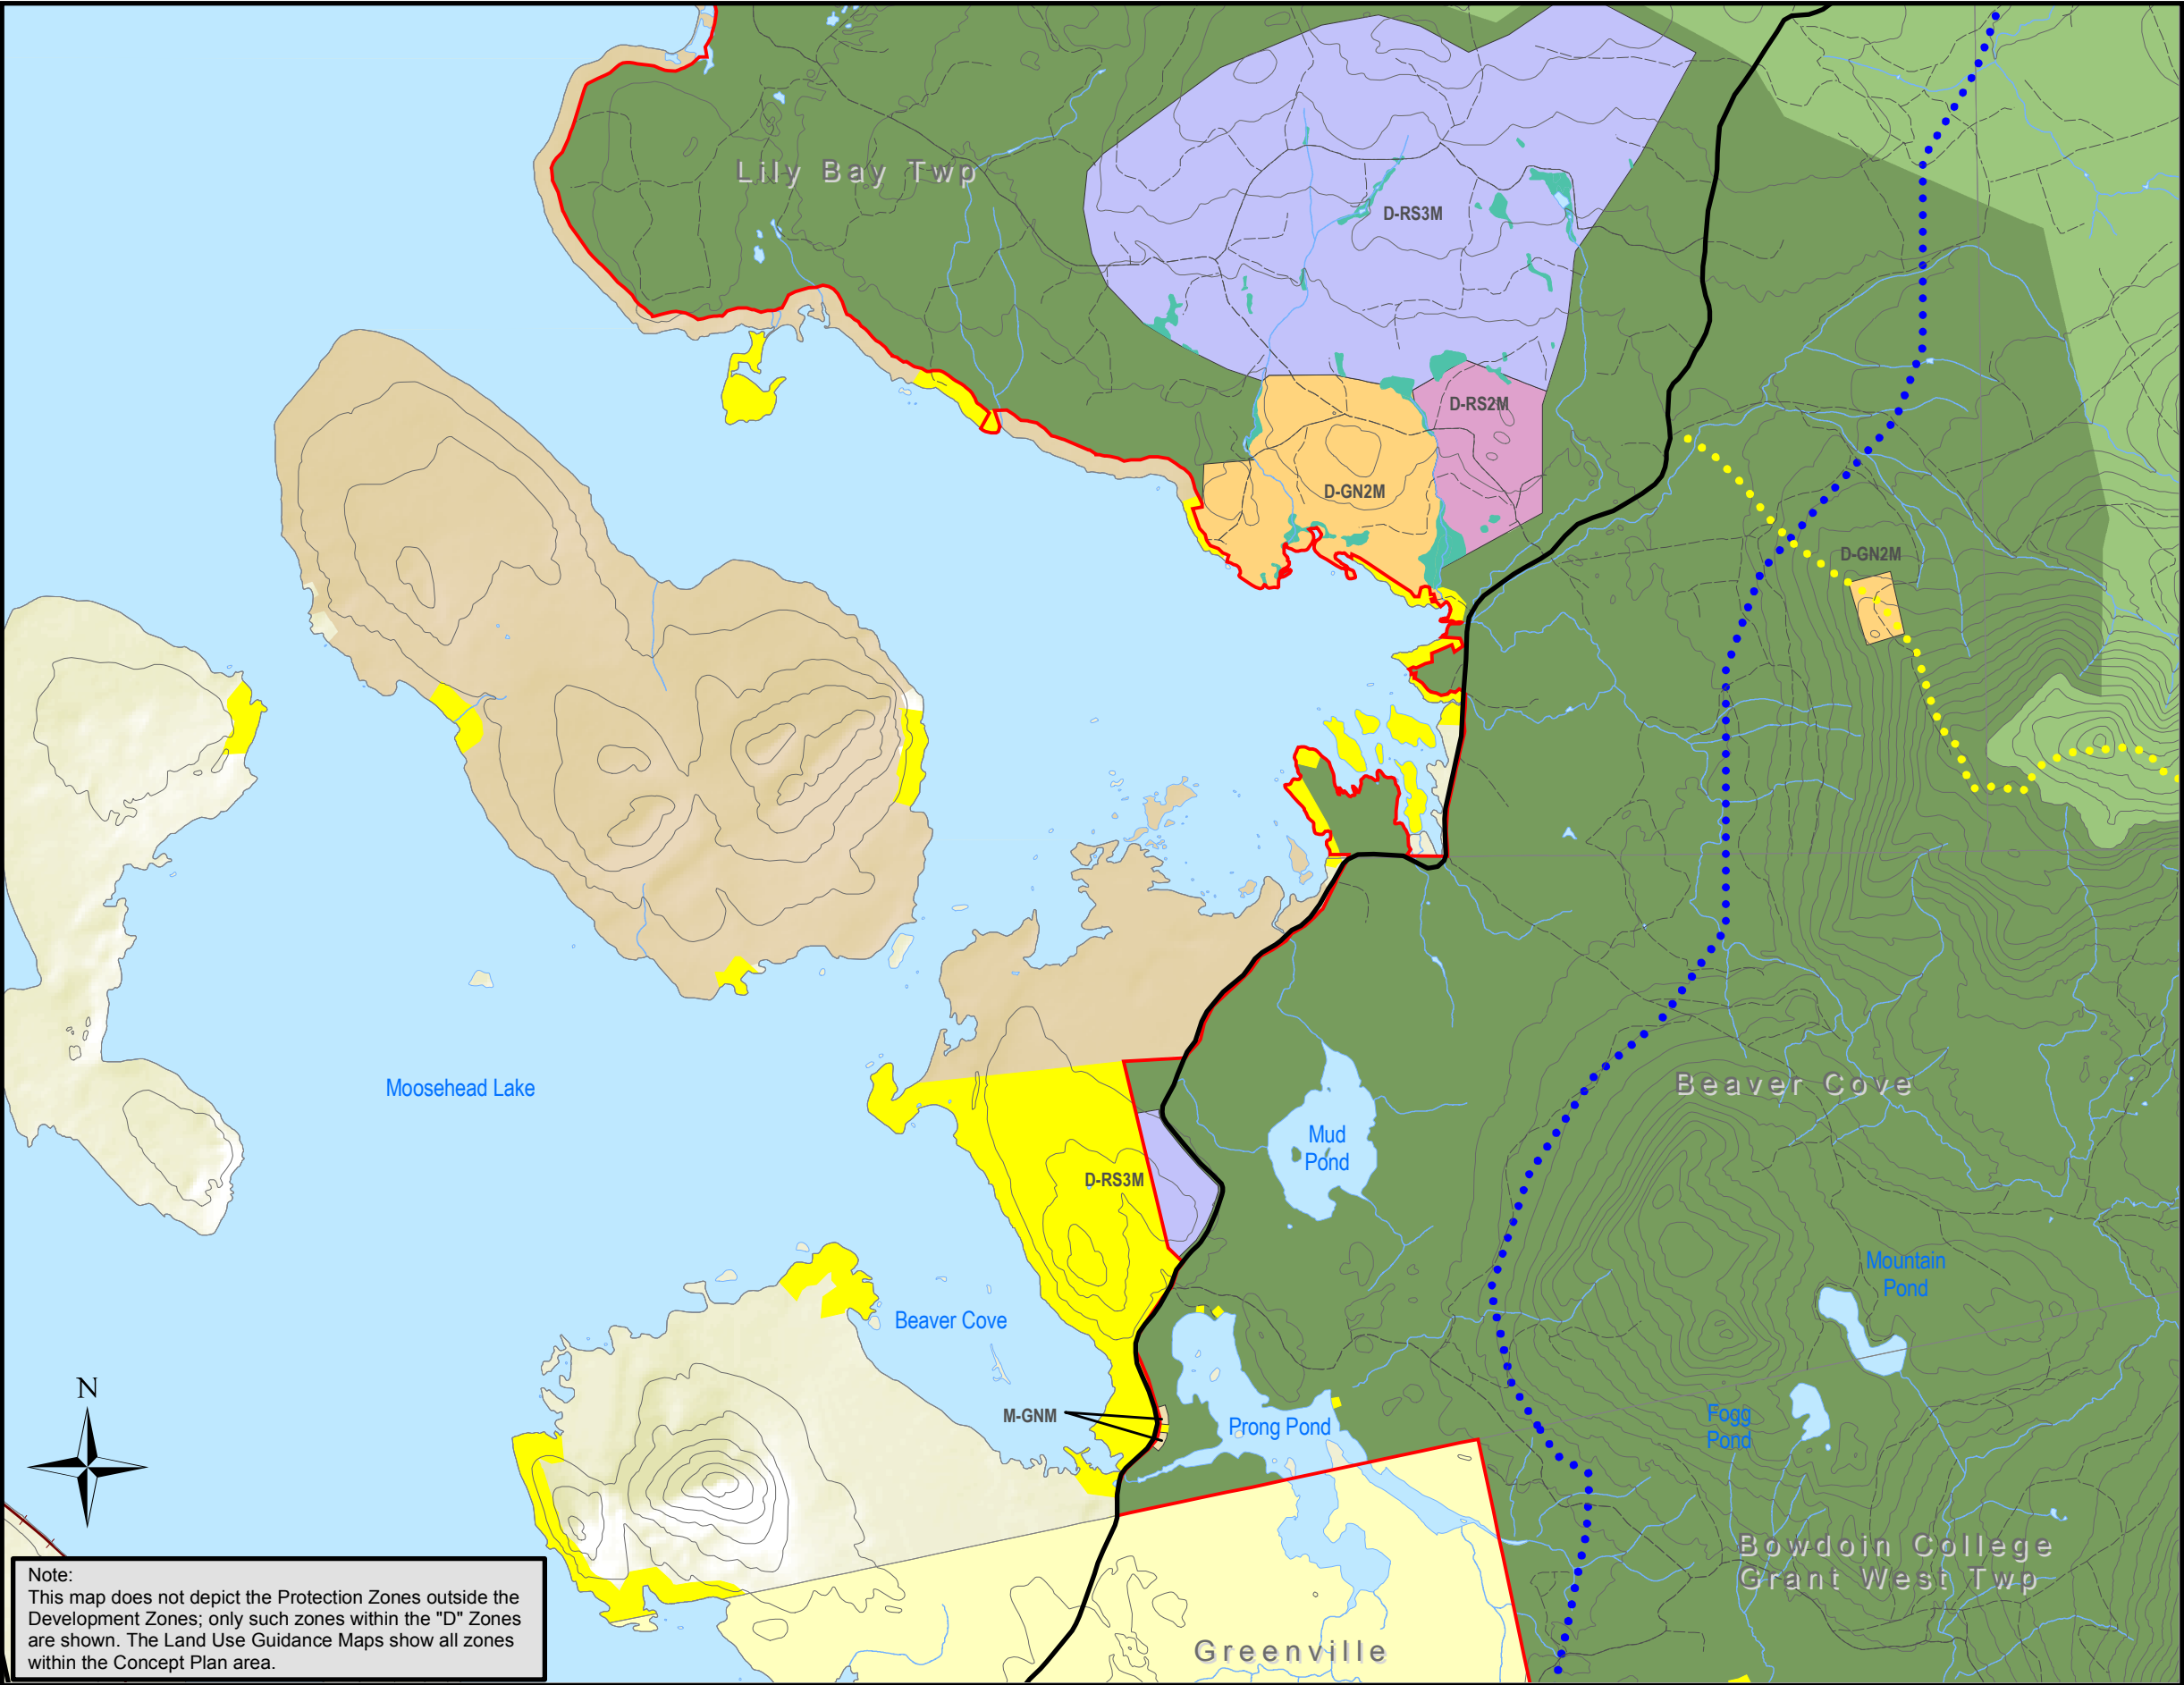 Lily Bay Twp
D-RS3M
D-RS2M
D-GN2M
D-GN2M
Moosehead Lake
Beaver Cove
Mud
Pond
D-RS3M
Mountain
Pond
Beaver Cove
N
M-GNM
Prong Pond
Fogg
Pond
Bowdoin College
Grant West Twp
Greenville
Note:
This map does not depict the Protection Zones outside the
Development Zones; only such zones within the "D" Zones
are shown. The Land Use Guidance Maps show all zones
within the Concept Plan area.